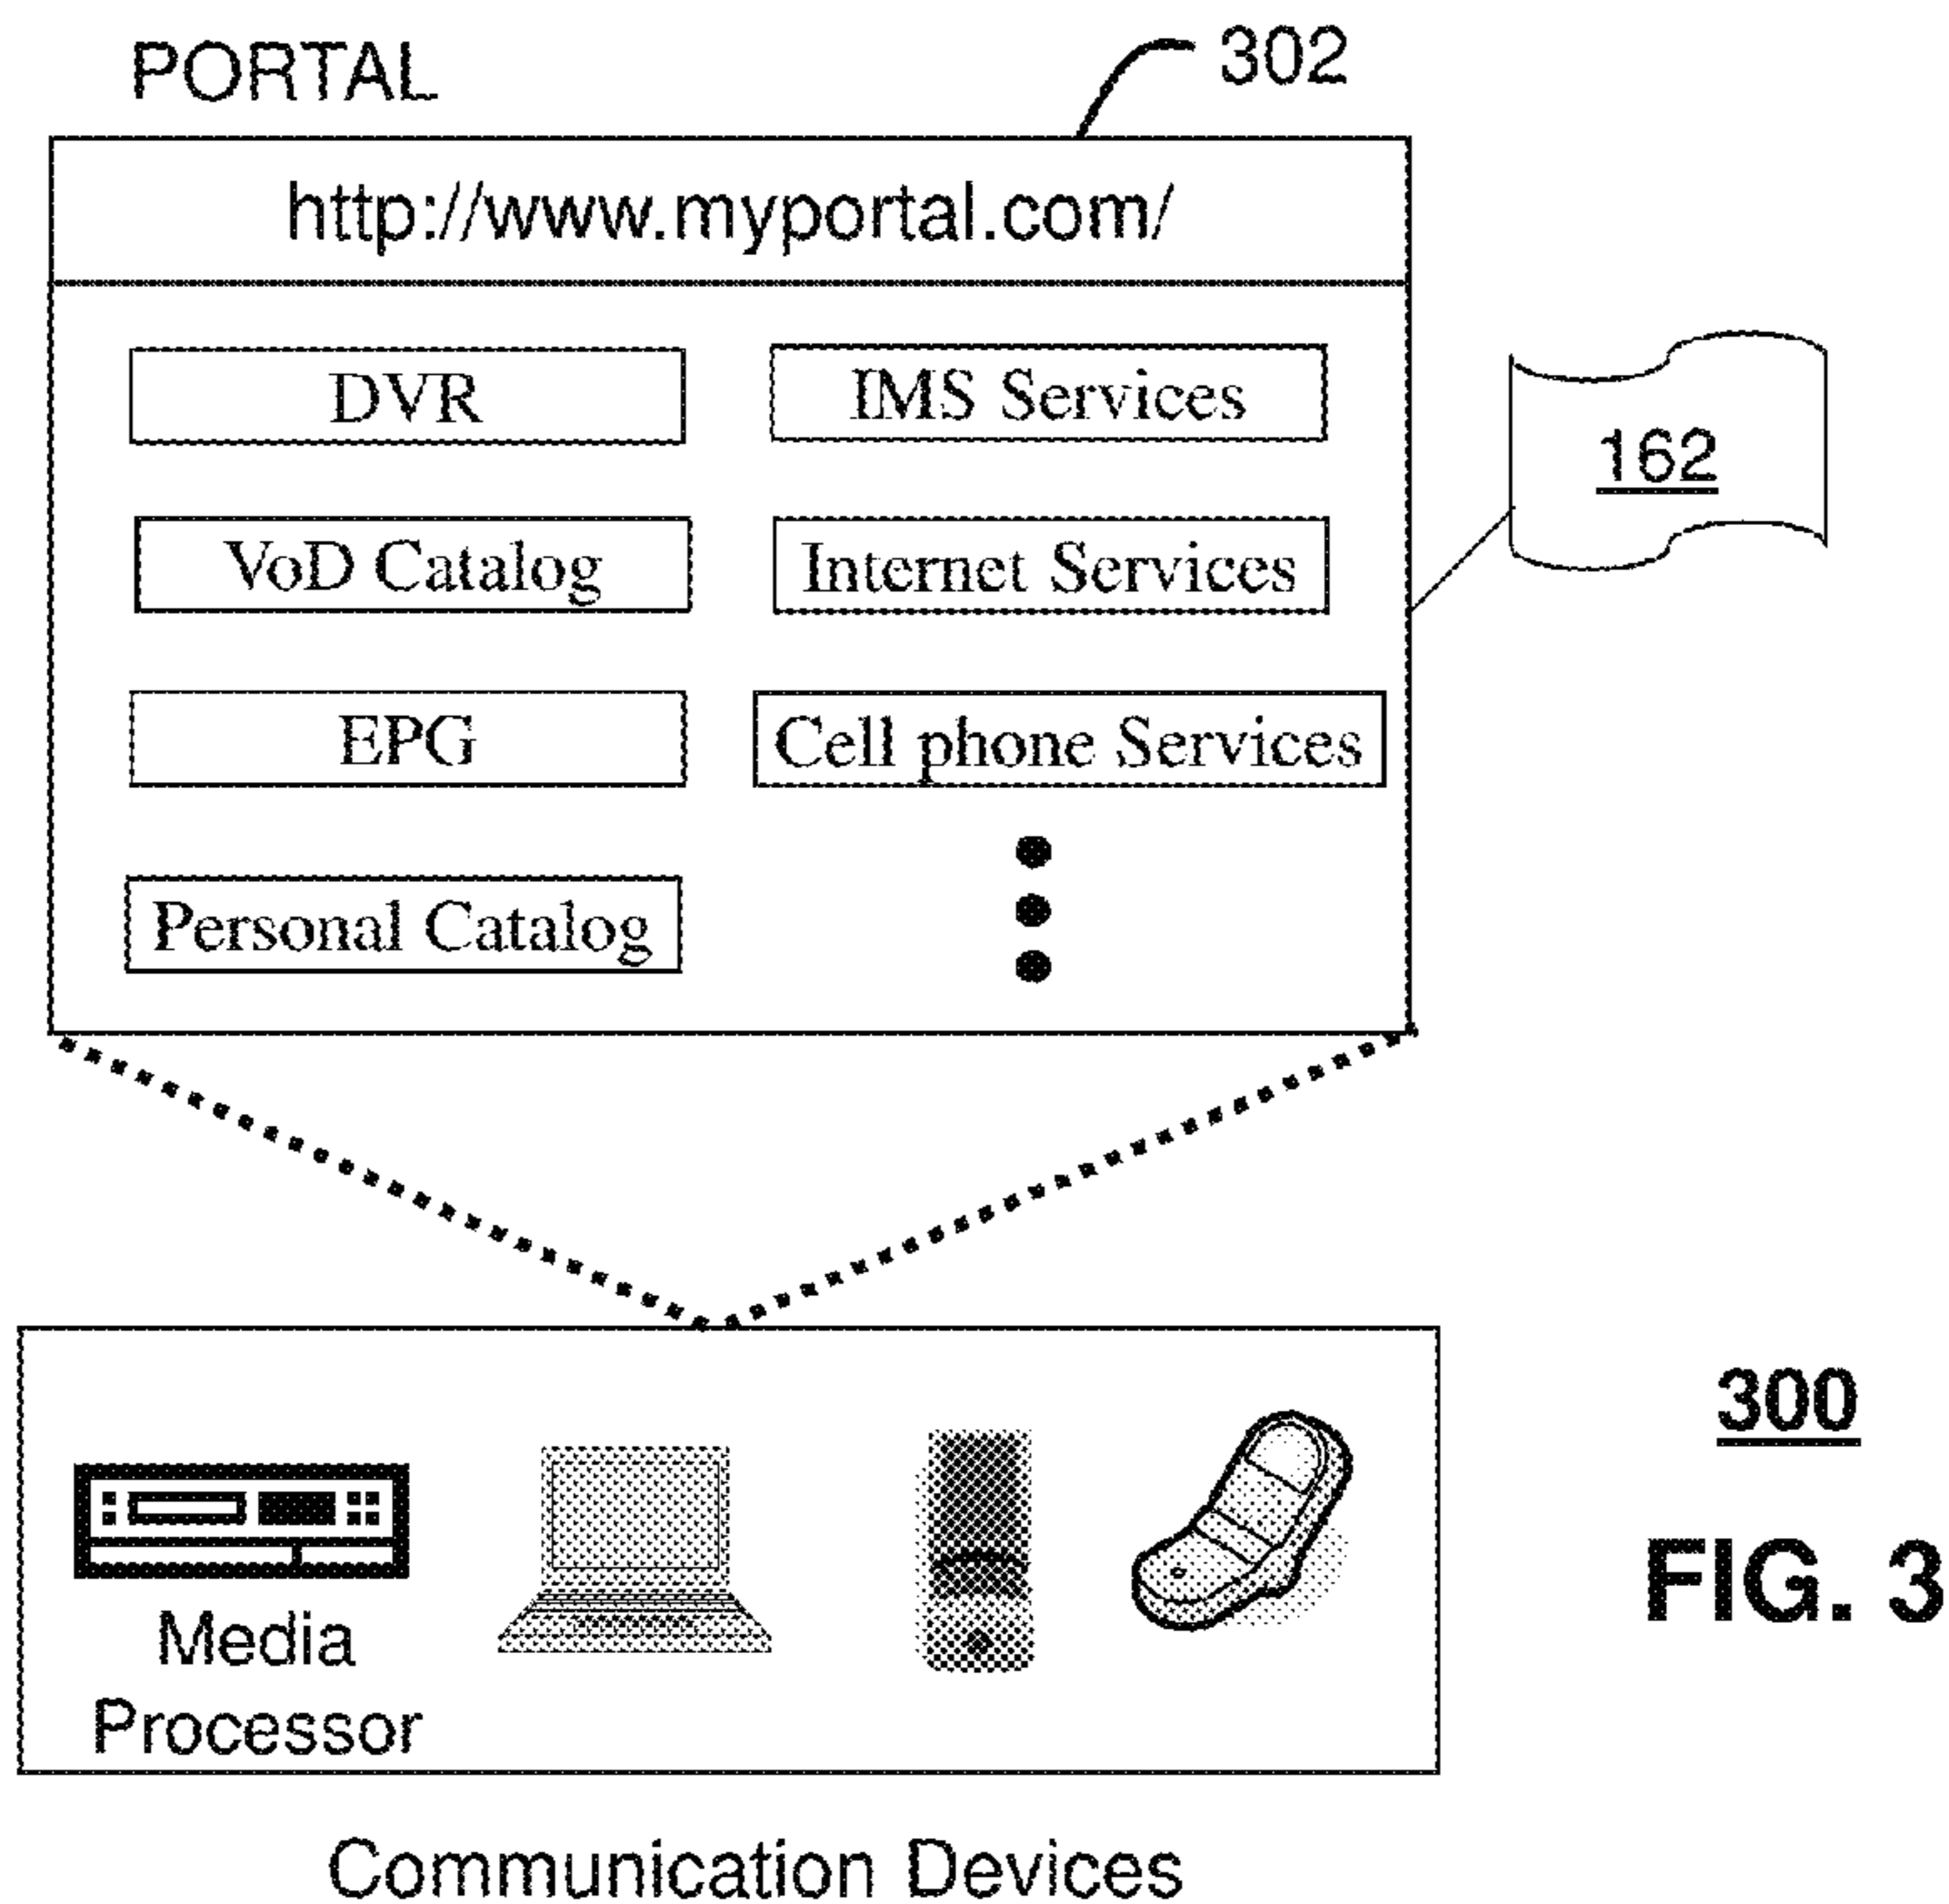 PORTAL
302
http://www.myportal.com/
DVR
IMS Services
162
VoD Catalog
Internet Services
EPG
Cell phone Services
Personal Catalog
300
FIG. 3
Media
Processor
Communication Devices